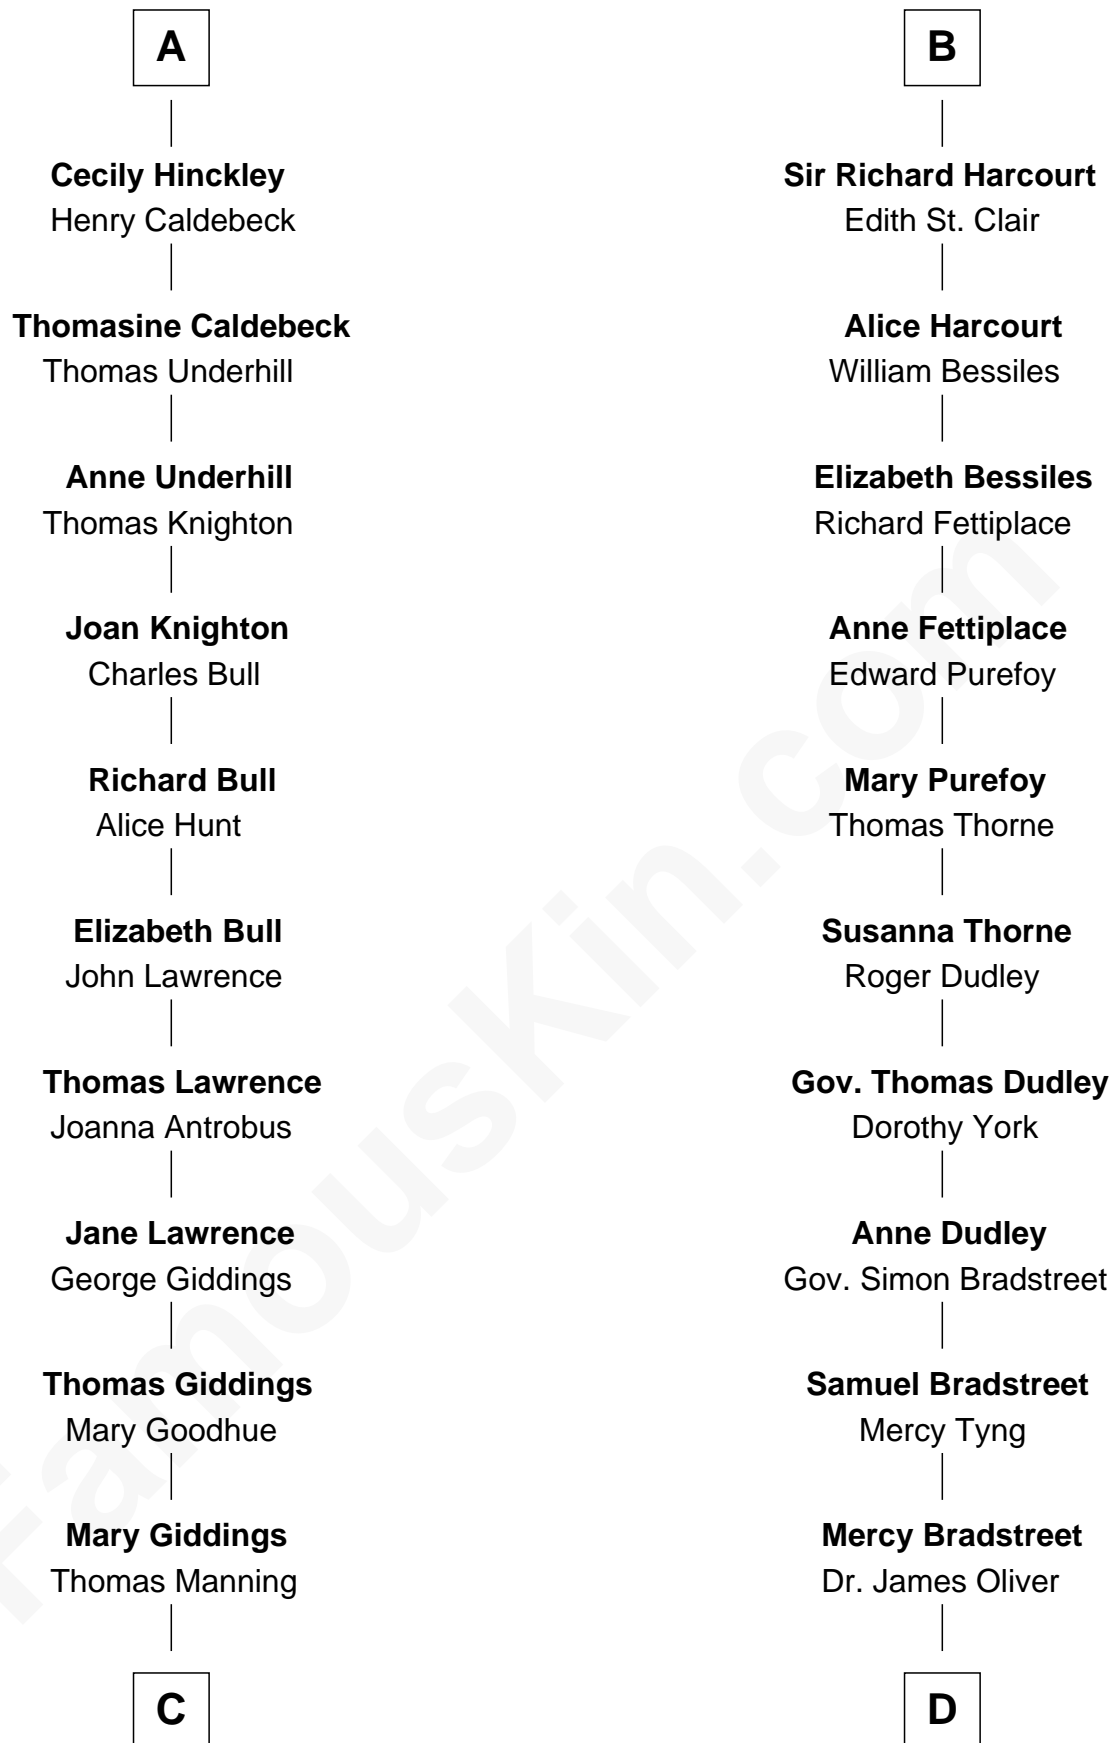 A
Cecily Hinckley
Henry Caldebeck
Thomasine Caldebeck
Thomas Underhill
Anne Underhill
Thomas Knighton
Joan Knighton
Charles Bull
Richard Bull
Alice Hunt
Elizabeth Bull
John Lawrence
Thomas Lawrence
Joanna Antrobus
Jane Lawrence
George Giddings
Thomas Giddings
Mary Goodhue
Mary Giddings
Thomas Manning
C
B
Sir Richard Harcourt
Edith St. Clair
Alice Harcourt
William Bessiles
Elizabeth Bessiles
Richard Fettiplace
Anne Fettiplace
Edward Purefoy
Mary Purefoy
Thomas Thorne
Susanna Thorne
Roger Dudley
Gov. Thomas Dudley
Dorothy York
Anne Dudley
Gov. Simon Bradstreet
Samuel Bradstreet
Mercy Tyng
Mercy Bradstreet
Dr. James Oliver
D
FamousKin.com